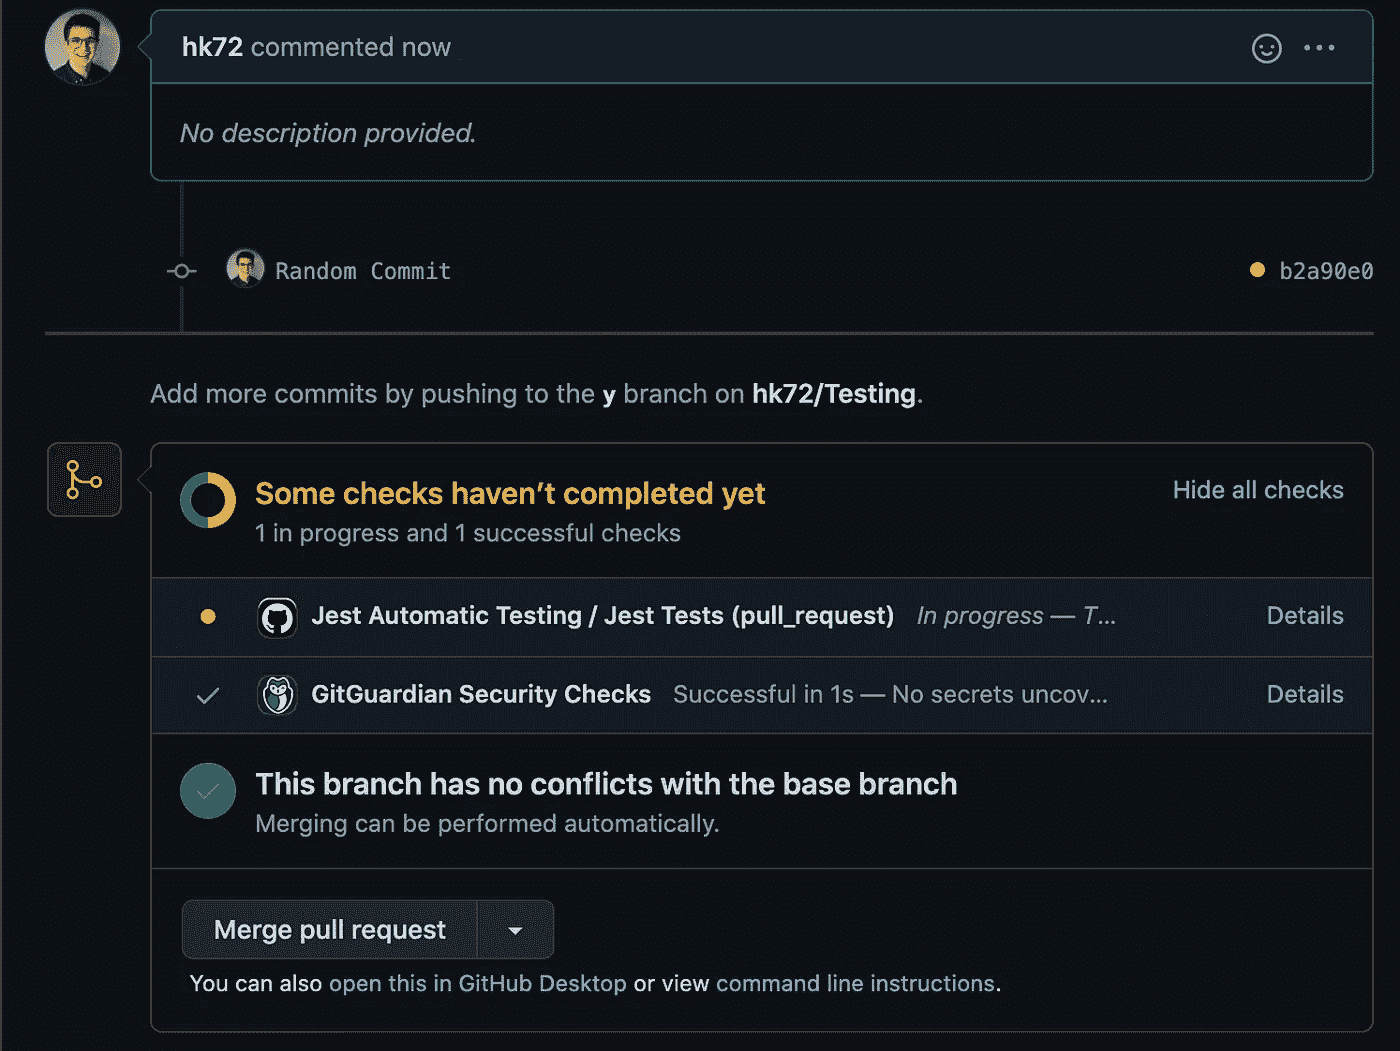 hk72 commented now
No description provided.
Random Commit b2a90e0
Add more commits by pushing to the y branch on hk72/Testing.
Some checks haven’t completed yet
Hide all checks
1 in progress and 1 successful checks
Jest Automatic Testing / Jest Tests (pull_request) In progress — T... Details
GitGuardian Security Checks Successful in 1s — No secrets uncov... Details
This branch has no conflicts with the base branch
Merging can be performed automatically.
Merge pull request
You can also open this in GitHub Desktop or view command line instructions.